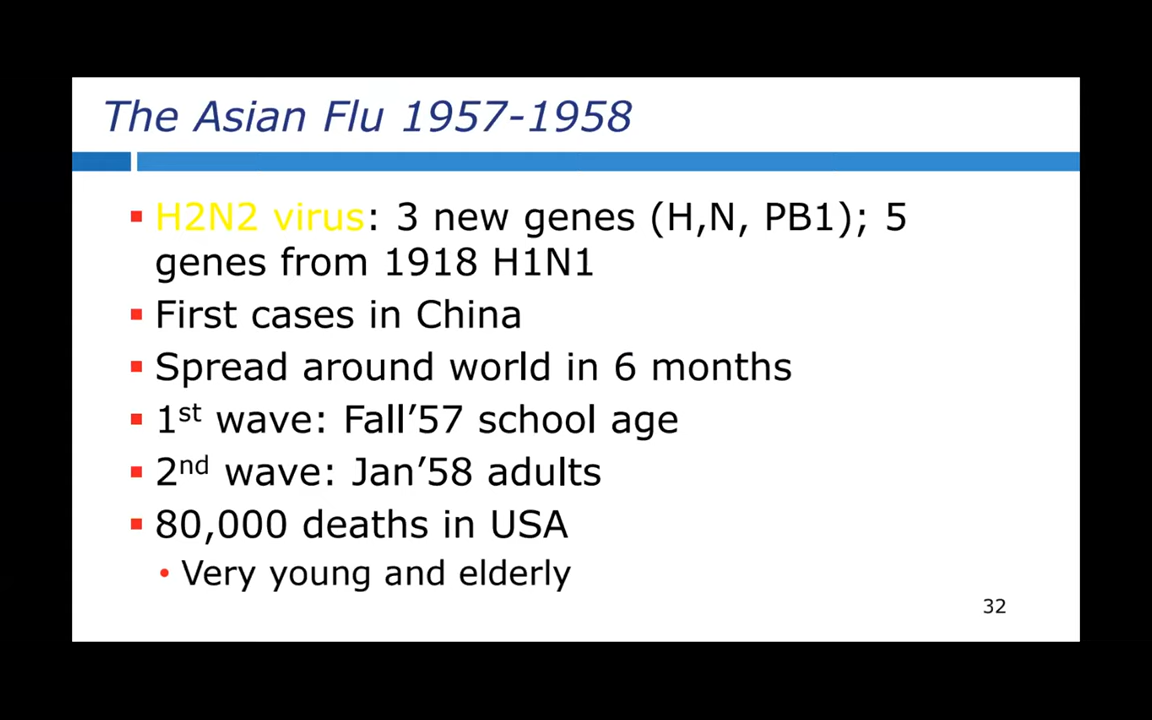 The Asian Flu 1957-1958
▪ H2N2 virus: 3 new genes (H,N, PB1); 5
genes from 1918 H1N1
▪ First cases in China
▪ Spread around world in 6 months
▪ 1st wave: Fall’57 school age
▪ 2nd wave: Jan’58 adults
▪ 80,000 deaths in USA
• Very young and elderly
32